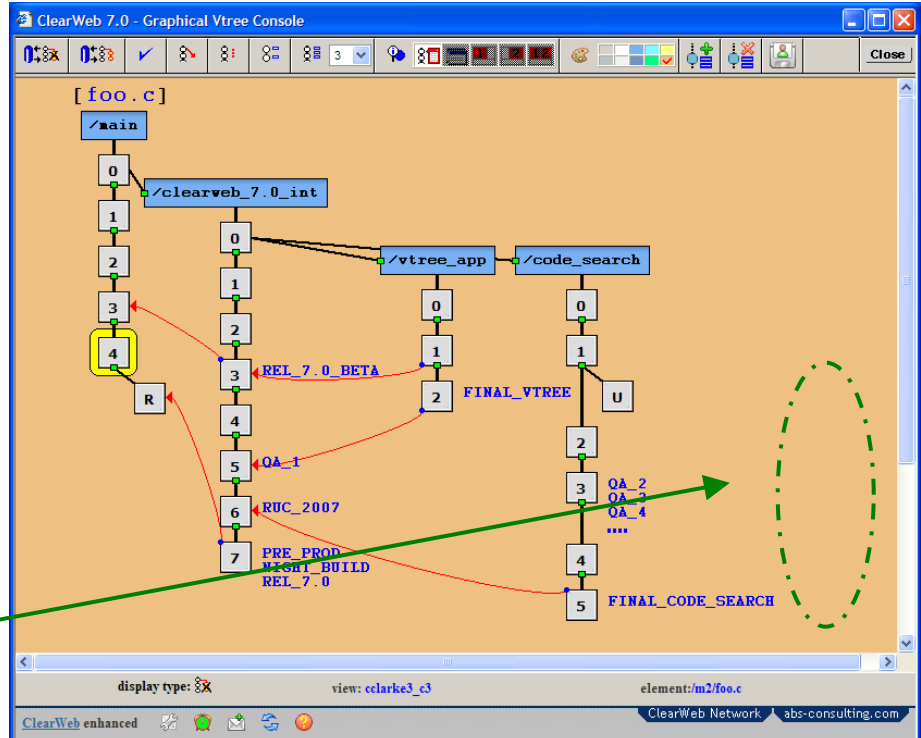 ClearWeb 7.0 - Graphical Vtree Console
3
Close
[foo.c]
/main
0
/clearweb_7.0_int
1
0
/vtree_app
/code_search
2
1
0
0
3
2
1
1
4
3
REL_7.0_BETA
2
FINAL_VTREE
U
R
4
2
5
QA_1
3
QA_2
QA_3
QA_4
....
6
RUC_2007
7
PRE_PROD
NIGHT_BUILD
REL_7.0
4
5
FINAL_CODE_SEARCH
display type:
view: cclarke3_c3
element:/m2/foo.c
ClearWeb enhanced
ClearWeb Network
abs-consulting.com